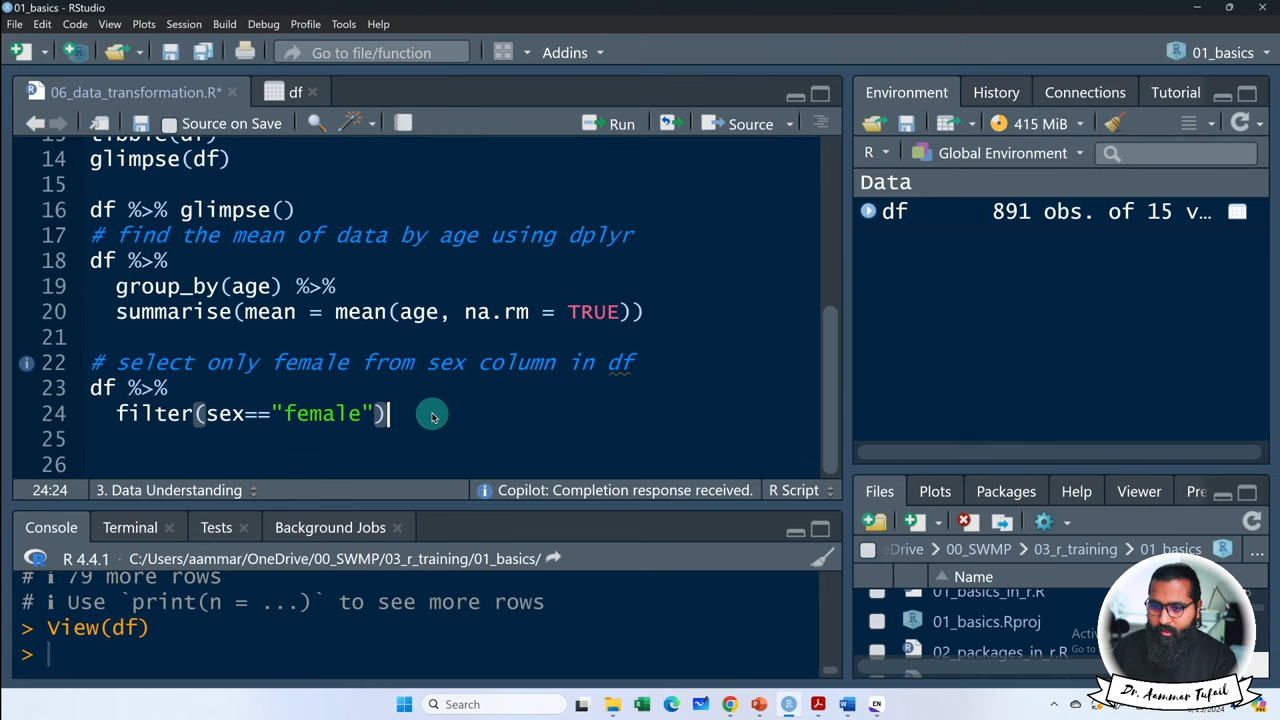 01_basics - RStudio
File Edit Code View Plots Session Build Debug Profile Tools Help
Go to file/function Addins 01_basics
06_data_transformation.R* df
Source on Save Run Source
14 glimpse(df)
15
16 df %>% glimpse()
17 # find the mean of data by age using dplyr
18 df %>%
19 group_by(age) %>%
20 summarise(mean = mean(age, na.rm = TRUE))
21
22 # select only female from sex column in df
23 df %>%
24 filter(sex=="female")
25
26
24:24 3. Data Understanding Copilot: Completion response received. R Script
Console Terminal Tests Background Jobs
R 4.4.1 · C:/Users/aammar/OneDrive/00_SWMP/03_r_training/01_basics/
# ℹ 79 more rows
# ℹ Use `print(n = ...)` to see more rows
> View(df)
>
Environment History Connections Tutorial
415 MiB
R Global Environment
Data
df 891 obs. of 15 v…
Files Plots Packages Help Viewer Pre
eDrive 00_SWMP 03_r_training 01_basics ...
Name
01_basics_in_r.R
01_basics.Rproj
02_packages_in_r.R
Dr. Aammar Tufail
Search
EN